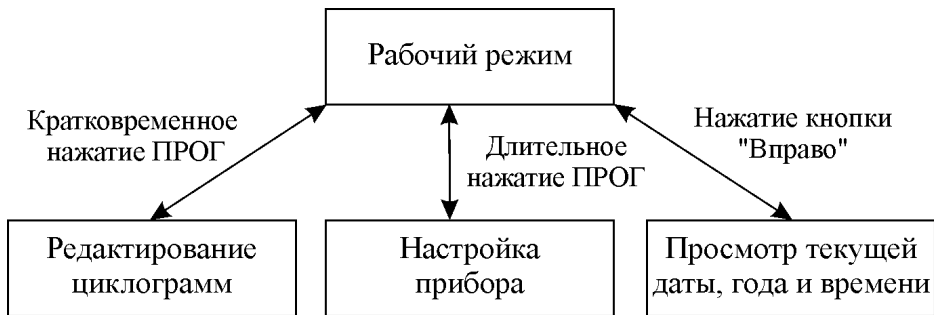 Рабочий режим
Кратковременное
нажатие ПРОГ
Длительное
нажатие ПРОГ
Нажатие кнопки
"Вправо"
Редактирование
циклограмм
Настройка
прибора
Просмотр текущей
даты, года и времени